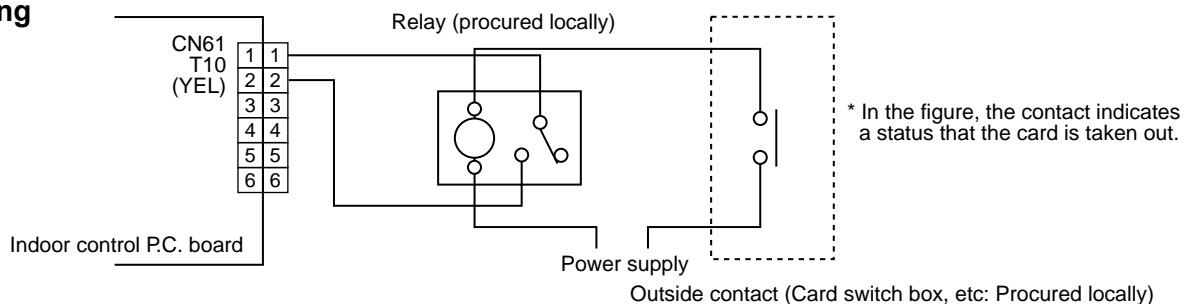 ng
Relay (procured locally)
CN61
T10
(YEL)
1 1
2 2
3 3
4 4
5 5
6 6
* In the figure, the contact indicates
a status that the card is taken out.
Indoor control P.C. board
Power supply
Outside contact (Card switch box, etc: Procured locally)